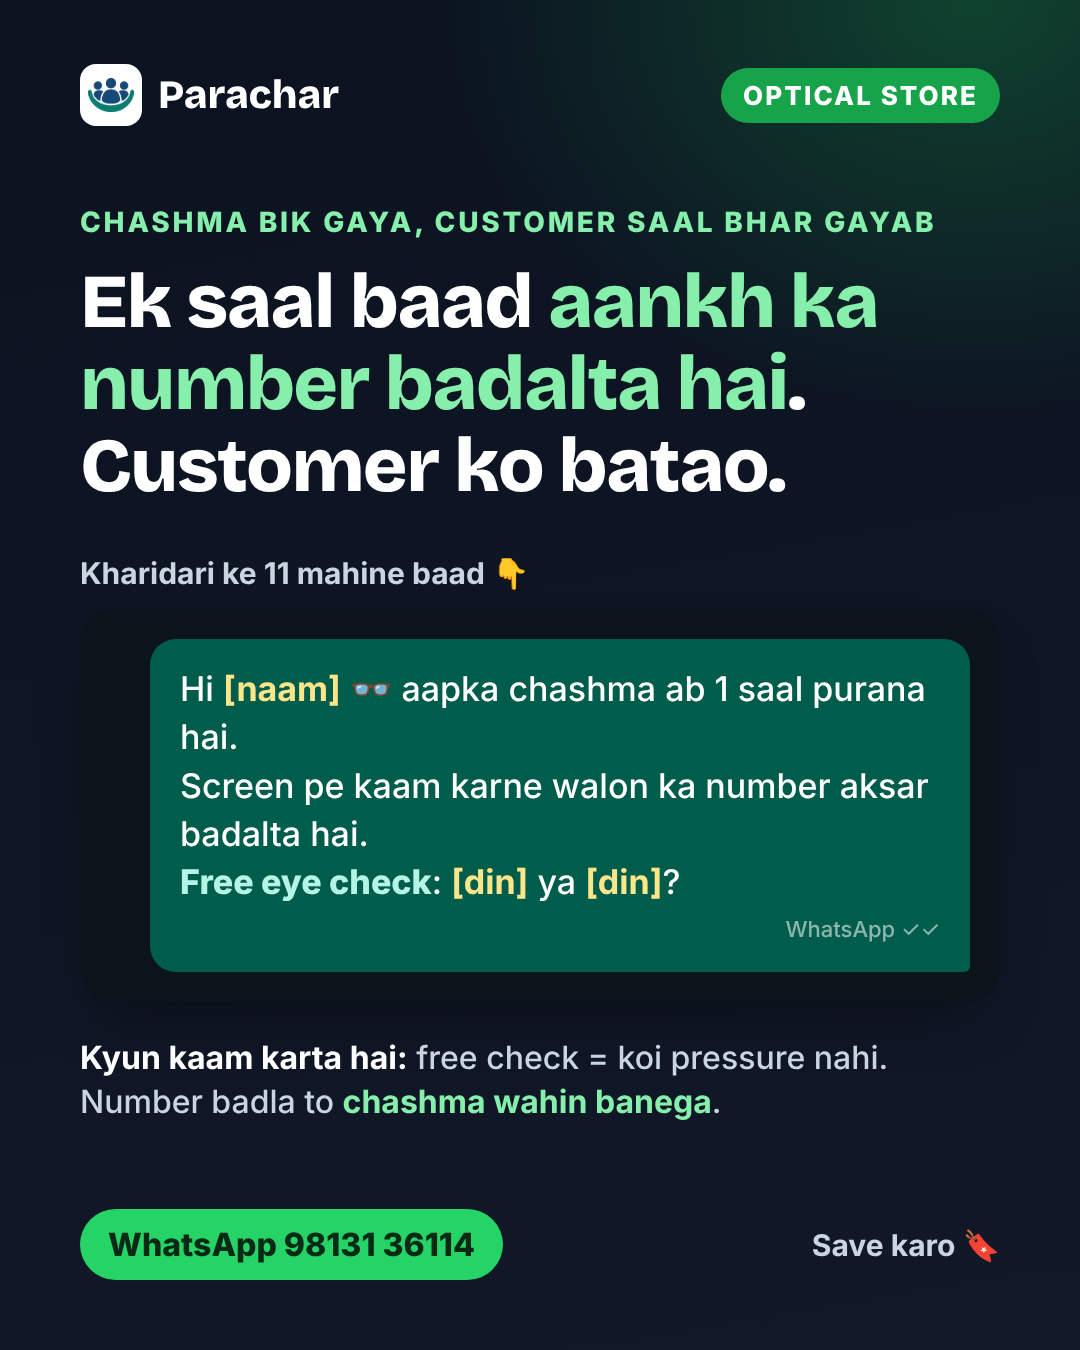 Parachar
OPTICAL STORE
CHASHMA BIK GAYA, CUSTOMER SAAL BHAR GAYAB
Ek saal baad aankh ka
number badalta hai.
Customer ko batao.
Kharidari ke 11 mahine baad 👇
Hi [naam] 👓 aapka chashma ab 1 saal purana
hai.
Screen pe kaam karne walon ka number aksar
badalta hai.
Free eye check: [din] ya [din]?
WhatsApp ✓✓
Kyun kaam karta hai: free check = koi pressure nahi.
Number badla to chashma wahin banega.
WhatsApp 98131 36114
Save karo 🔖